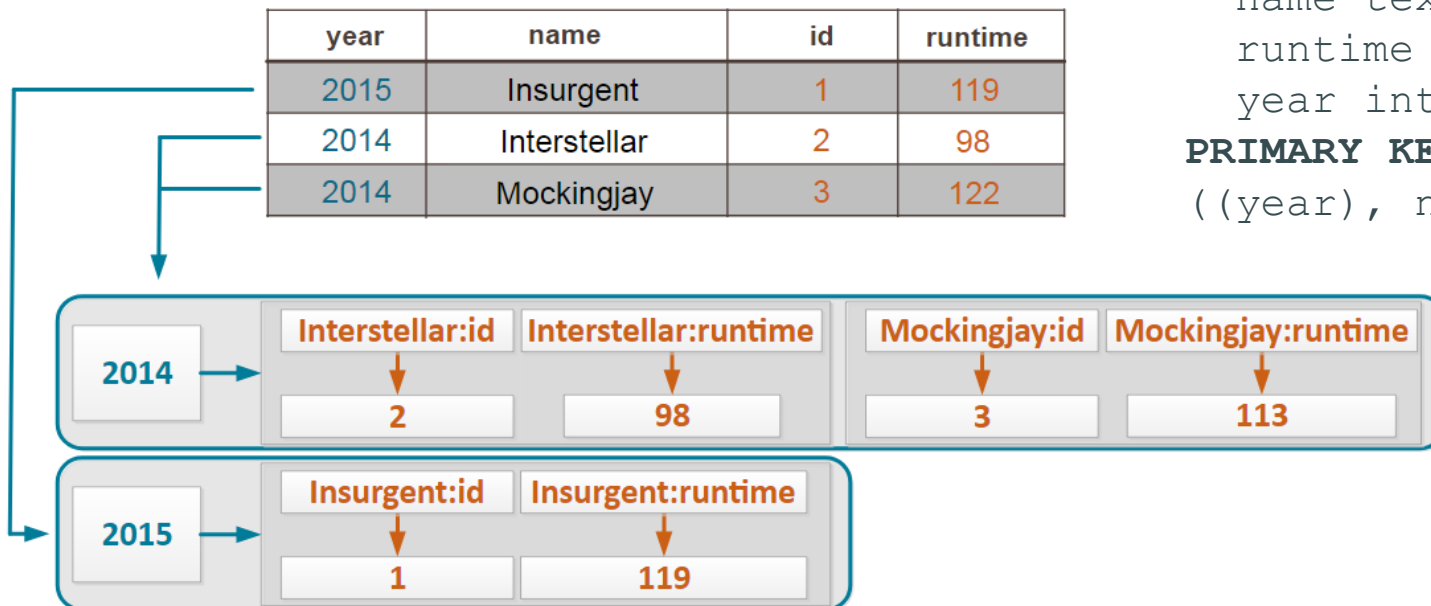 year name id runtime
2015 Insurgent 1 119
2014 Interstellar 2 98
2014 Mockingjay 3 122
runtime
year int
PRIMARY KE
((year), n
Interstellar:id Interstellar:runtime Mockingjay:id Mockingjay:runtime
2014
2 98 3 113
Insurgent:id Insurgent:runtime
2015
1 119